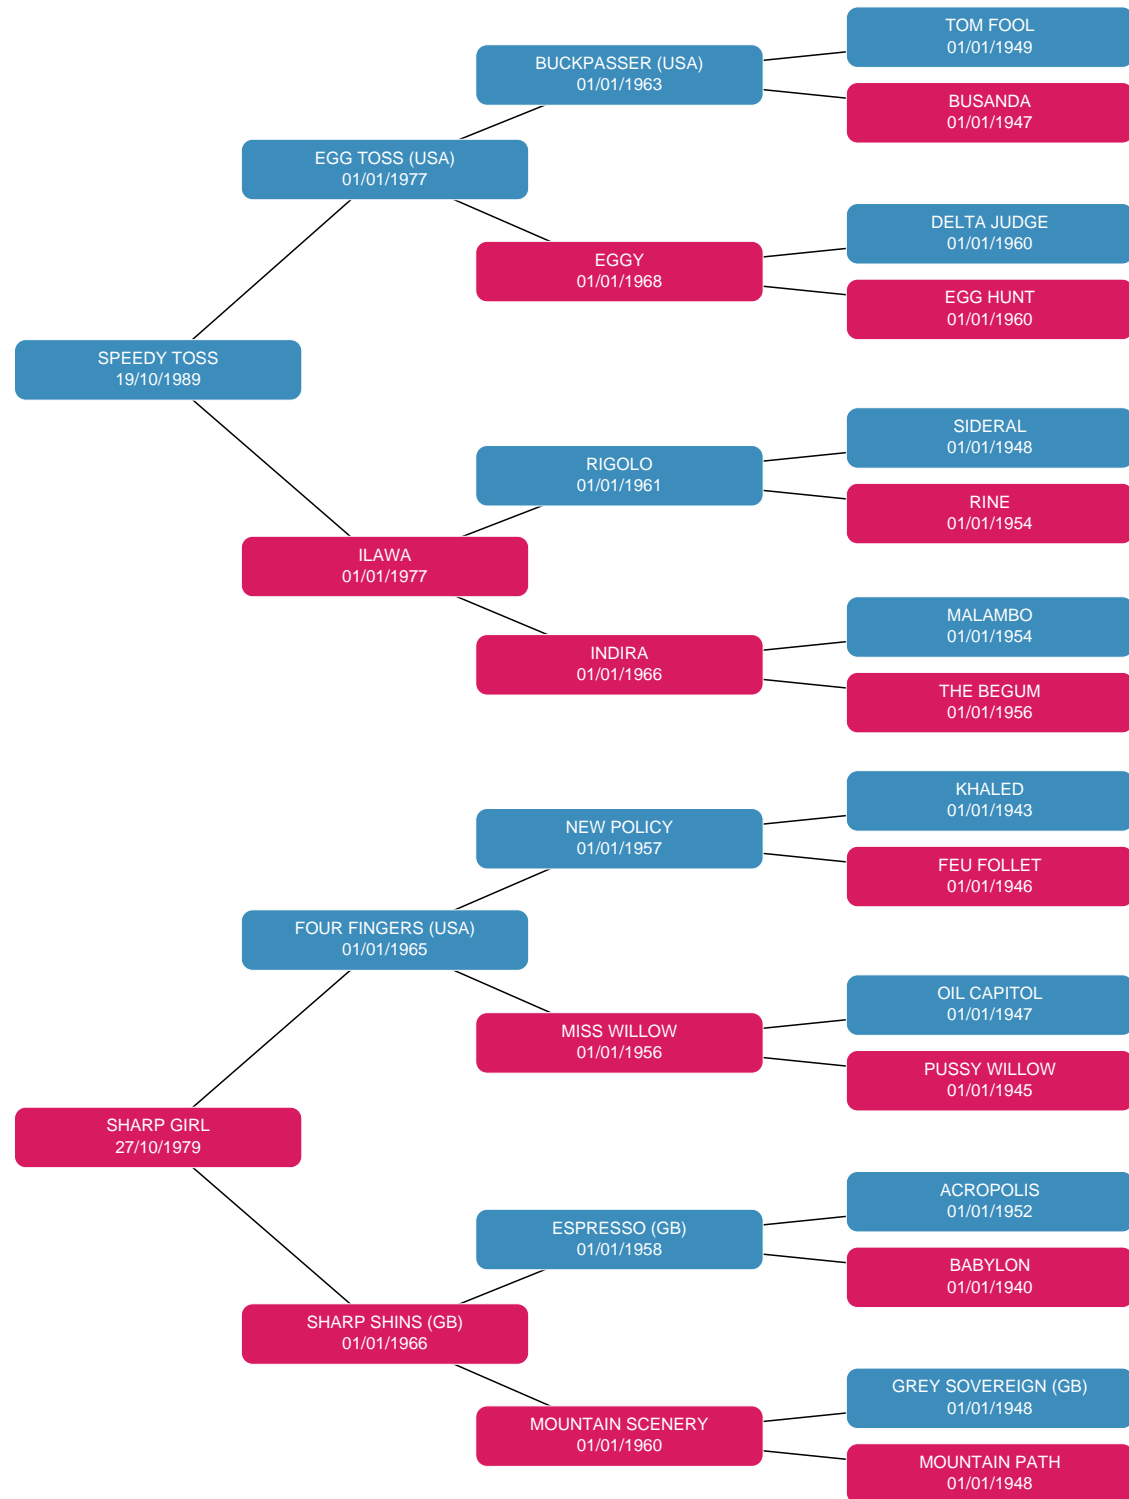 TOM FOOL
01/01/1949
BUCKPASSER (USA)
01/01/1963
BUSANDA
01/01/1947
EGG TOSS (USA)
01/01/1977
DELTA JUDGE
01/01/1960
EGGY
01/01/1968
EGG HUNT
01/01/1960
SPEEDY TOSS
19/10/1989
SIDERAL
01/01/1948
RIGOLO
01/01/1961
RINE
01/01/1954
ILAWA
01/01/1977
MALAMBO
01/01/1954
INDIRA
01/01/1966
THE BEGUM
01/01/1956
KHALED
01/01/1943
NEW POLICY
01/01/1957
FEU FOLLET
01/01/1946
FOUR FINGERS (USA)
01/01/1965
OIL CAPITOL
01/01/1947
MISS WILLOW
01/01/1956
PUSSY WILLOW
01/01/1945
SHARP GIRL
27/10/1979
ACROPOLIS
01/01/1952
ESPRESSO (GB)
01/01/1958
BABYLON
01/01/1940
SHARP SHINS (GB)
01/01/1966
GREY SOVEREIGN (GB)
01/01/1948
MOUNTAIN SCENERY
01/01/1960
MOUNTAIN PATH
01/01/1948